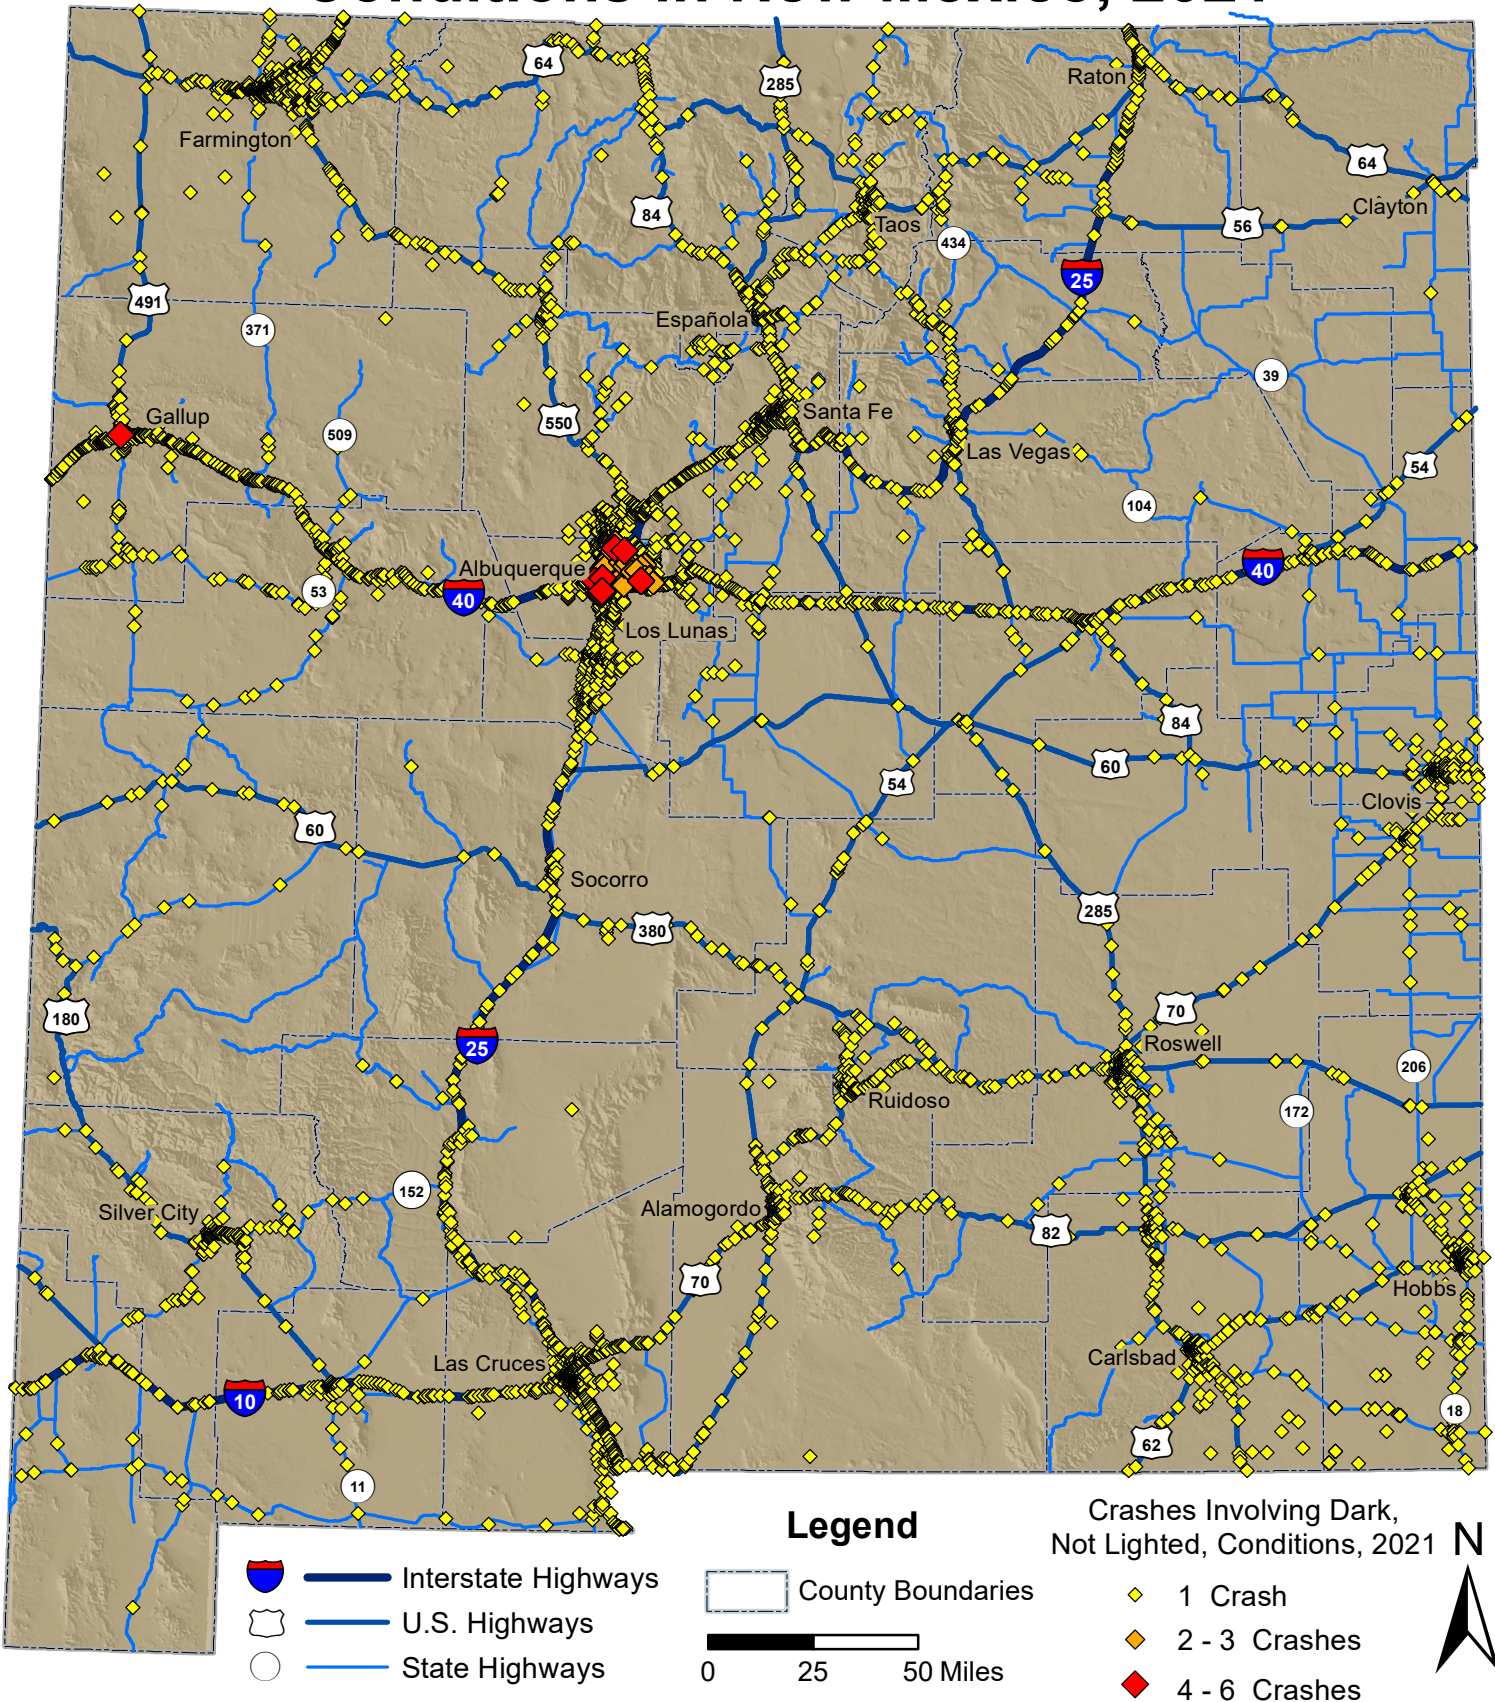 64
285
Raton
Farmington
64
84
Taos
Clayton
56
434
25
491
371
Española
39
Gallup
550
Santa Fe
509
Las Vegas
54
104
Albuquerque
40
53
40
Los Lunas
84
60
54
Clovis
60
Socorro
285
380
180
70
25
Roswell
206
Ruidoso
172
152
Silver City
Alamogordo
82
70
Hobbs
Las Cruces
Carlsbad
10
18
62
11
Legend
Interstate Highways
U.S. Highways
State Highways
County Boundaries
0 25 50 Miles
Crashes Involving Dark,
Not Lighted, Conditions, 2021
1 Crash
2 - 3 Crashes
4 - 6 Crashes
N